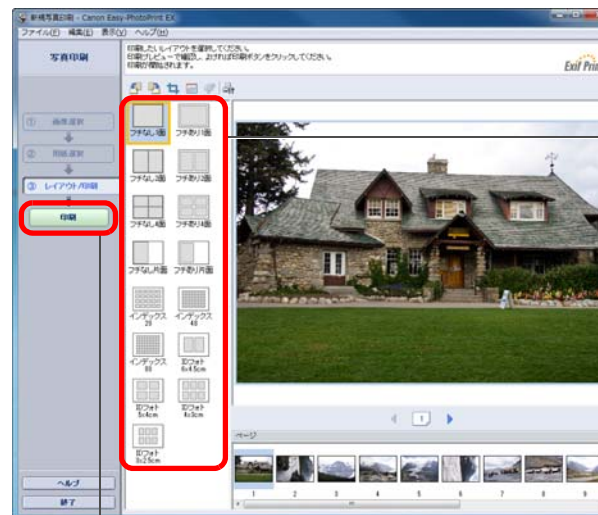 新規写真印刷 - Canon Easy-PhotoPrint EX
ファイル(F) 編集(E) 表示(V) ヘルプ(H)
写真印刷
印刷したいレイアウトを選択してください。
印刷プレビューで確認し、よければ印刷ボタンをクリックしてください。
印刷が開始されます。
Exif Prin
① 画像選択
② 用紙選択
③ レイアウト/印刷
印刷
フチなし1面 フチあり1面
フチなし2面 フチあり2面
フチなし4面 フチあり4面
フチなし片面 フチあり片面
インデックス 20
インデックス 40
インデックス 80
IDフォト 6x4.5cm
IDフォト 5x4cm
IDフォト 4x3cm
IDフォト 3x2.5cm
1
ページ
1 2 3 4 5 6 7 8 9
ヘルプ
終了